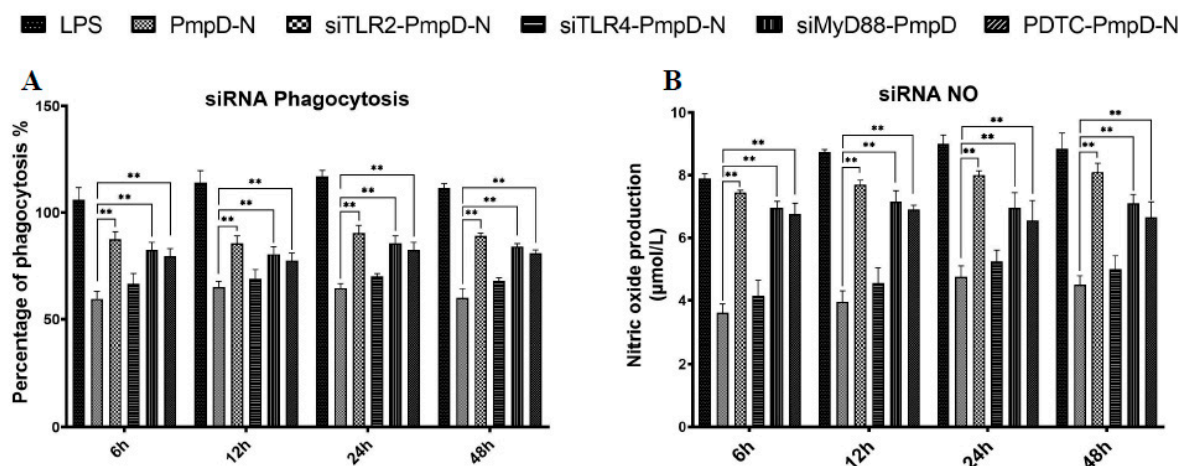 LPS PmpD-N siTLR2-PmpD-N siTLR4-PmpD-N siMyD88-PmpD PDTC-PmpD-N
A
siRNA Phagocytosis
Percentage of phagocytosis %
150
100
50
0
** ** **
** ** **
** ** **
** ** **
6h 12h 24h 48h
B
siRNA NO
Nitric oxide production
(μmol/L)
10
8
6
4
2
0
** ** **
** ** **
** ** **
** ** **
6h 12h 24h 48h